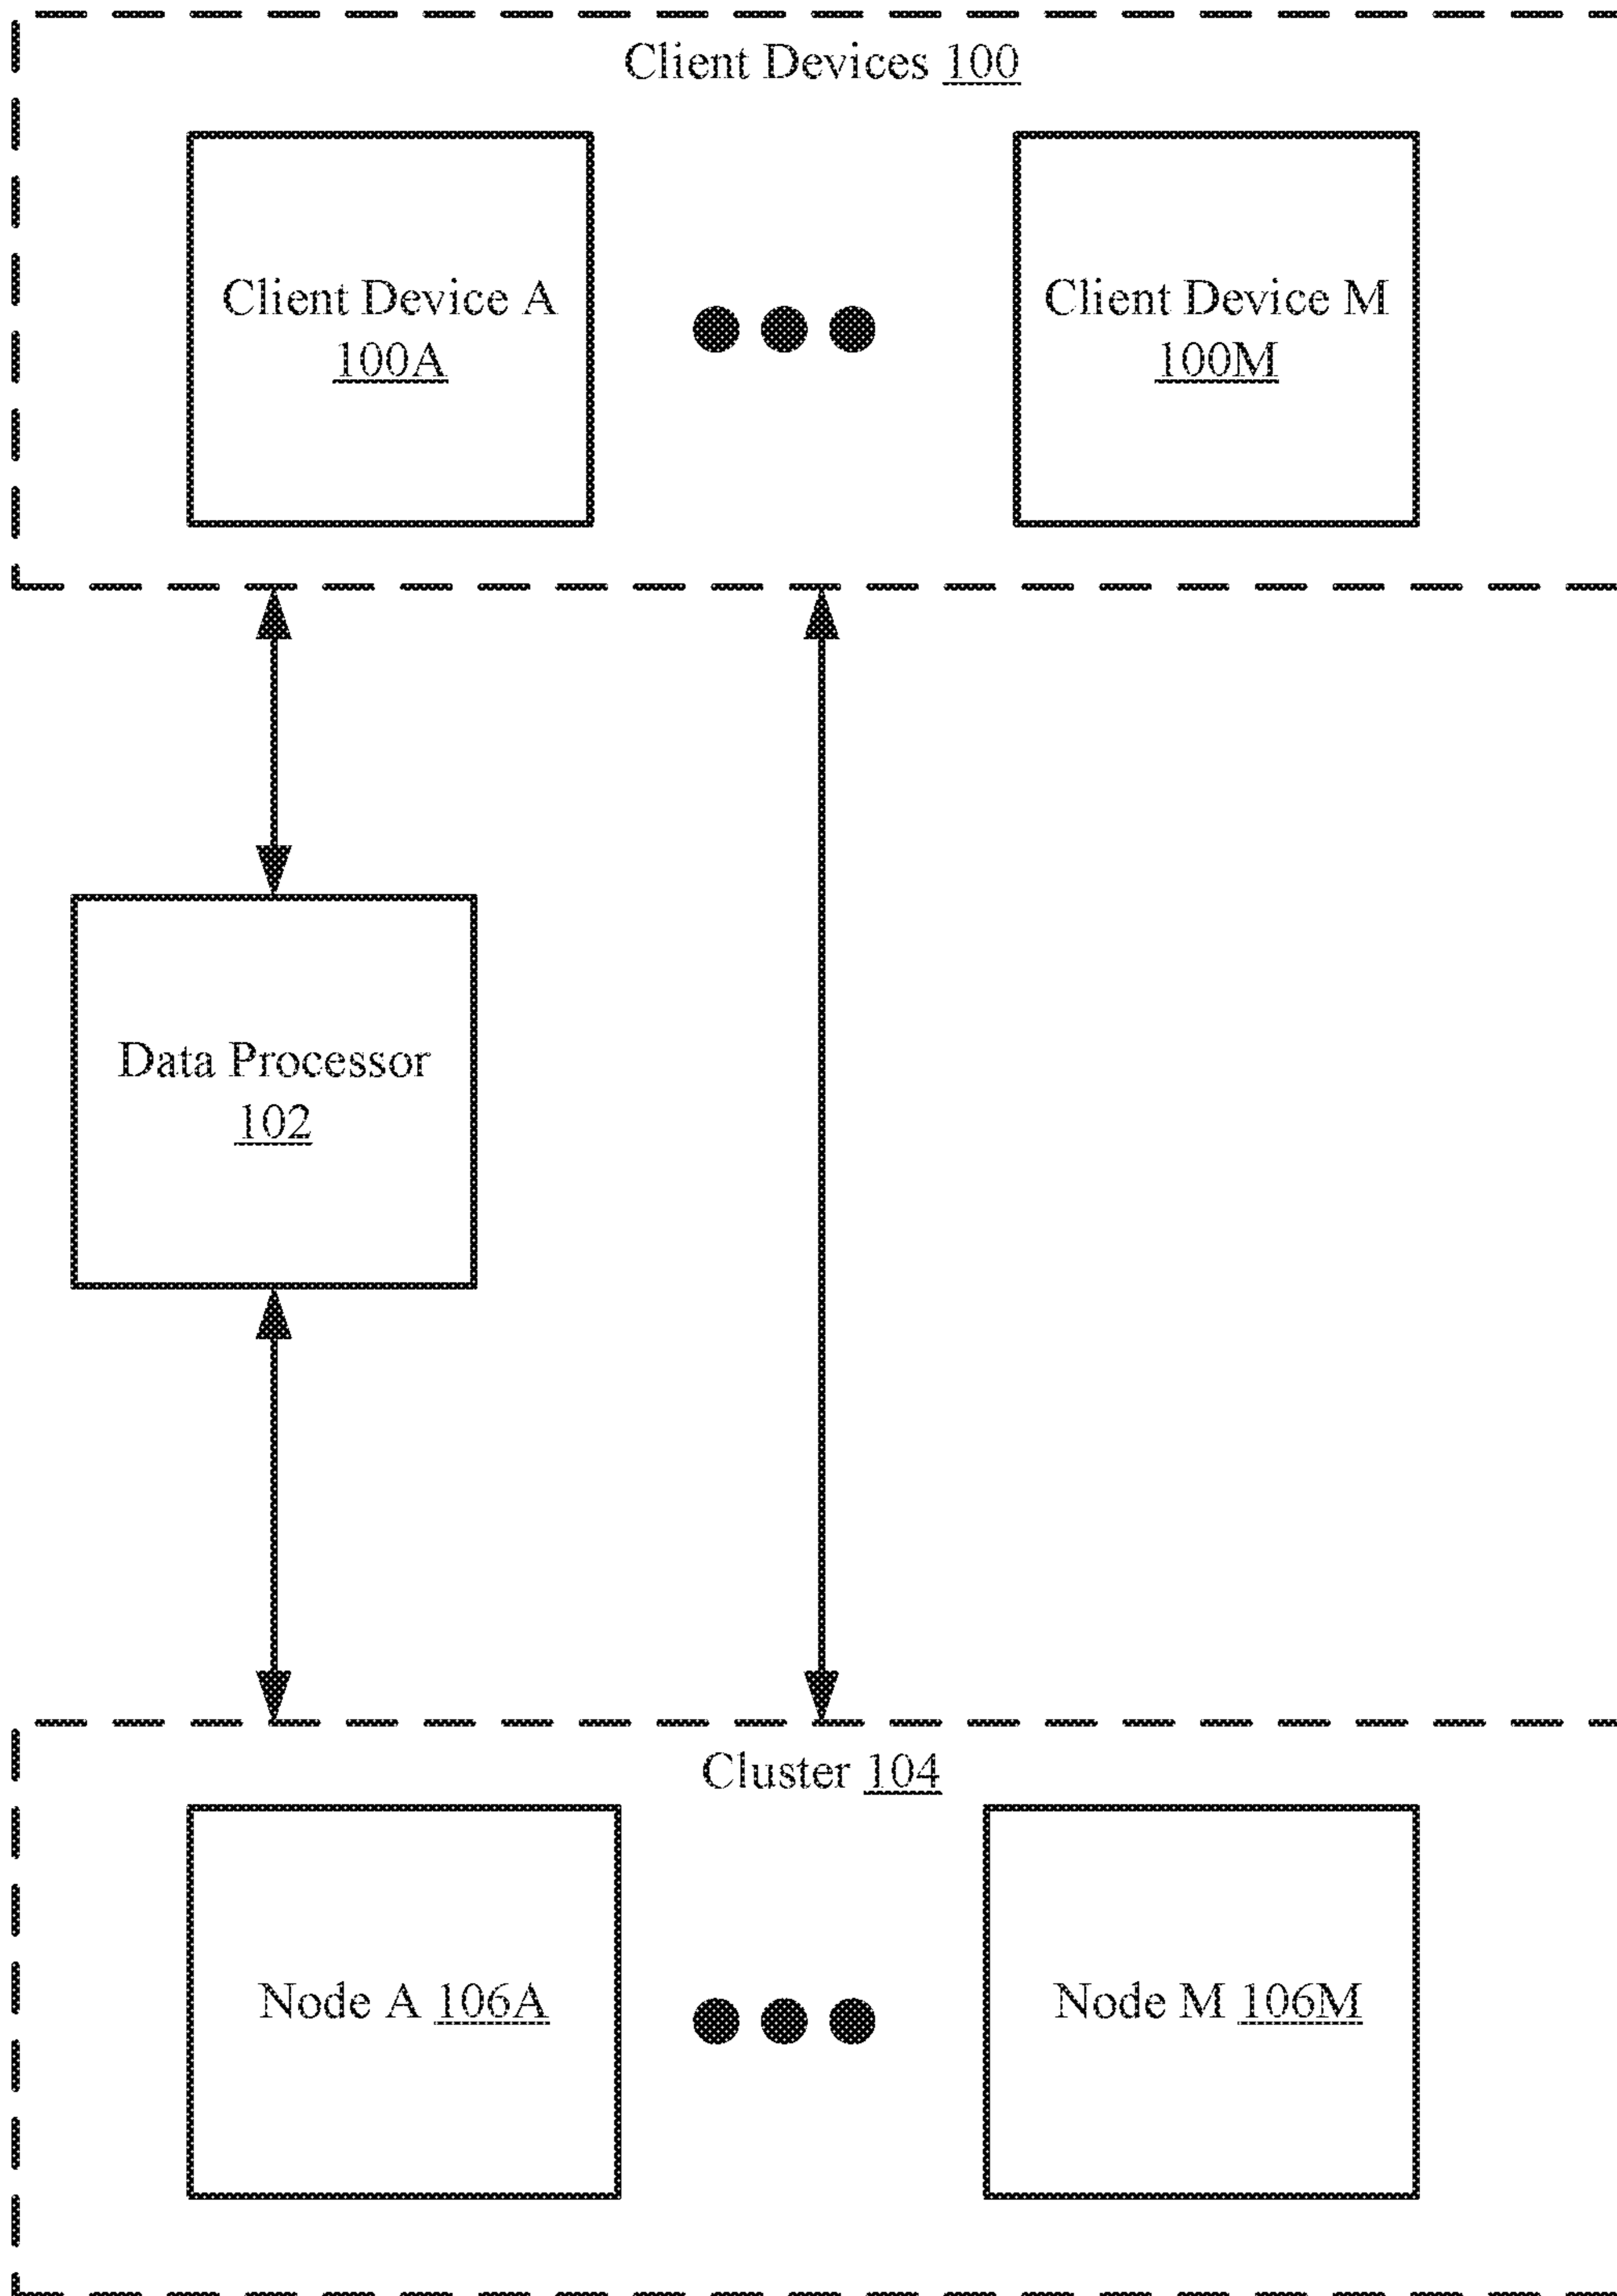 Client Devices 100
Client Device A
100A
Client Device M
100M
Data Processor
102
Cluster 104
Node A 106A
Node M 106M